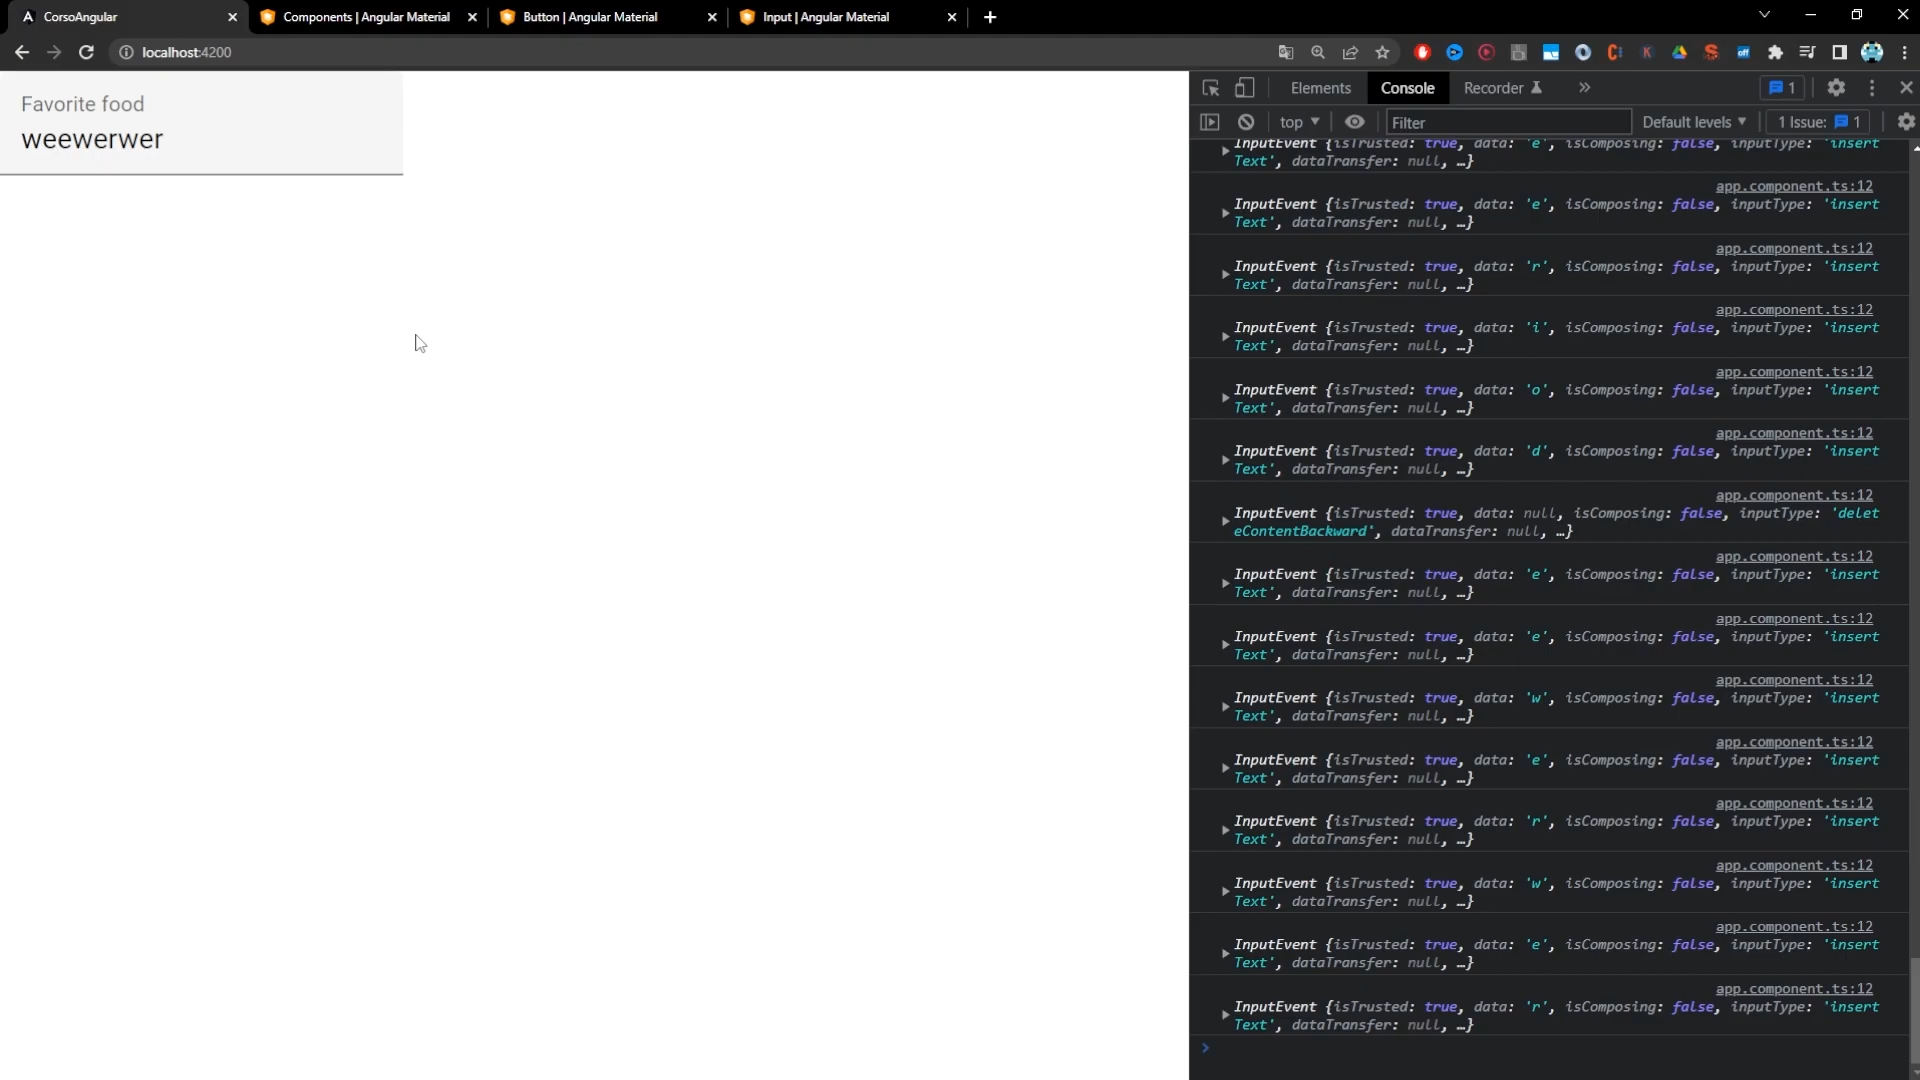 CorsoAngular
Components | Angular Material
Button | Angular Material
Input | Angular Material
localhost:4200
Favorite food
weewerwer
Elements
Console
Recorder
1
top
Filter
Default levels
1 Issue:
1
InputEvent {isTrusted: true, data: 'e', isComposing: false, inputType: 'insert
Text', dataTransfer: null, …}
app.component.ts:12
InputEvent {isTrusted: true, data: 'e', isComposing: false, inputType: 'insert
Text', dataTransfer: null, …}
app.component.ts:12
InputEvent {isTrusted: true, data: 'r', isComposing: false, inputType: 'insert
Text', dataTransfer: null, …}
app.component.ts:12
InputEvent {isTrusted: true, data: 'i', isComposing: false, inputType: 'insert
Text', dataTransfer: null, …}
app.component.ts:12
InputEvent {isTrusted: true, data: 'o', isComposing: false, inputType: 'insert
Text', dataTransfer: null, …}
app.component.ts:12
InputEvent {isTrusted: true, data: 'd', isComposing: false, inputType: 'insert
Text', dataTransfer: null, …}
app.component.ts:12
InputEvent {isTrusted: true, data: null, isComposing: false, inputType: 'delet
eContentBackward', dataTransfer: null, …}
app.component.ts:12
InputEvent {isTrusted: true, data: 'e', isComposing: false, inputType: 'insert
Text', dataTransfer: null, …}
app.component.ts:12
InputEvent {isTrusted: true, data: 'e', isComposing: false, inputType: 'insert
Text', dataTransfer: null, …}
app.component.ts:12
InputEvent {isTrusted: true, data: 'w', isComposing: false, inputType: 'insert
Text', dataTransfer: null, …}
app.component.ts:12
InputEvent {isTrusted: true, data: 'e', isComposing: false, inputType: 'insert
Text', dataTransfer: null, …}
app.component.ts:12
InputEvent {isTrusted: true, data: 'r', isComposing: false, inputType: 'insert
Text', dataTransfer: null, …}
app.component.ts:12
InputEvent {isTrusted: true, data: 'w', isComposing: false, inputType: 'insert
Text', dataTransfer: null, …}
app.component.ts:12
InputEvent {isTrusted: true, data: 'e', isComposing: false, inputType: 'insert
Text', dataTransfer: null, …}
app.component.ts:12
InputEvent {isTrusted: true, data: 'r', isComposing: false, inputType: 'insert
Text', dataTransfer: null, …}